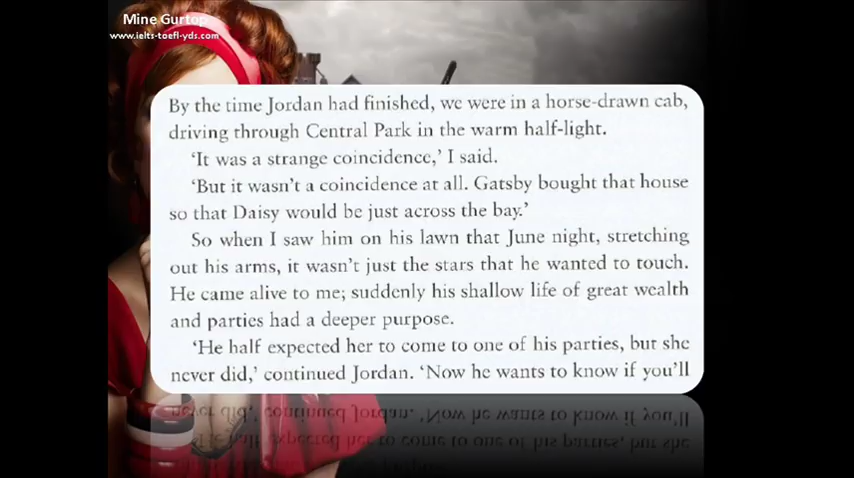 Mine Gurtop
www.ielts-toefl-yds.com
By the time Jordan had finished, we were in a horse-drawn cab,
driving through Central Park in the warm half-light.
‘It was a strange coincidence,’ I said.
‘But it wasn’t a coincidence at all. Gatsby bought that house
so that Daisy would be just across the bay.’
So when I saw him on his lawn that June night, stretching
out his arms, it wasn’t just the stars that he wanted to touch.
He came alive to me; suddenly his shallow life of great wealth
and parties had a deeper purpose.
‘He half expected her to come to one of his parties, but she
never did,’ continued Jordan. ‘Now he wants to know if you’ll